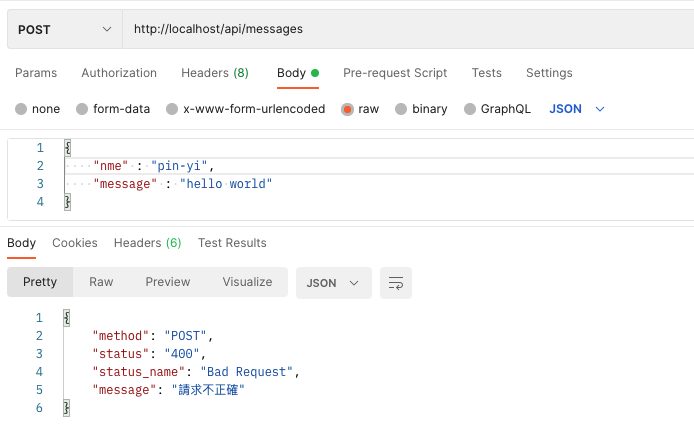 POST http://localhost/api/messages
Params Authorization Headers (8) Body Pre-request Script Tests Settings
none form-data x-www-form-urlencoded raw binary GraphQL JSON
1 {
2 "nme" : "pin-yi",
3 "message" : "hello world"
4 }
Body Cookies Headers (6) Test Results
Pretty Raw Preview Visualize JSON
1 {
2 "method": "POST",
3 "status": "400",
4 "status_name": "Bad Request",
5 "message": "請求不正確"
6 }